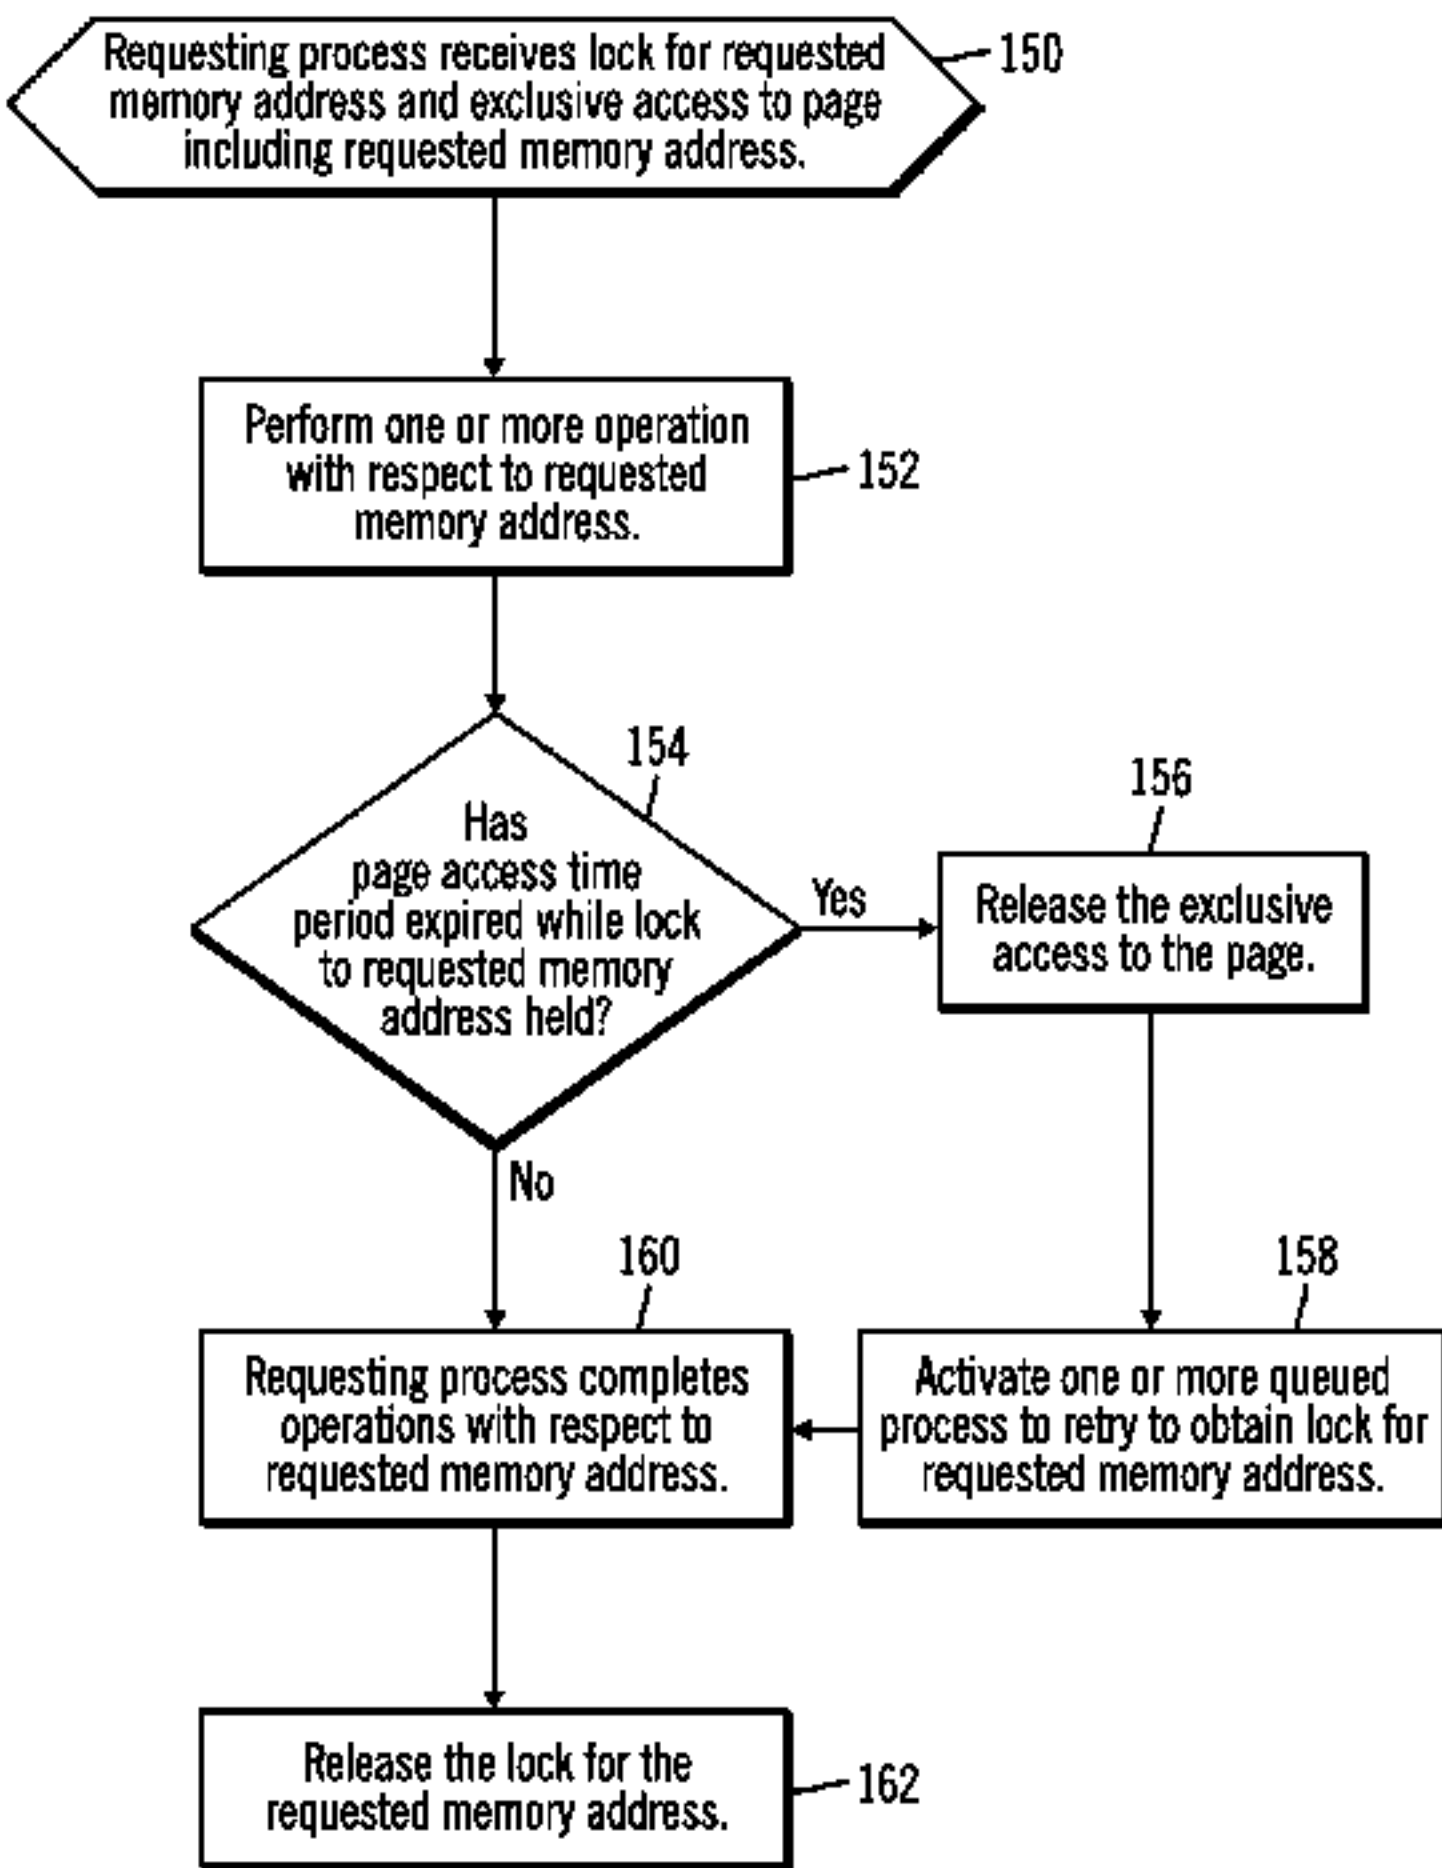 Requesting process receives lock for requested
memory address and exclusive access to page
including requested memory address.
150
Perform one or more operation
with respect to requested
memory address.
152
154
Has
page access time
period expired while lock
to requested memory
address held?
Yes
156
Release the exclusive
access to the page.
No
160
Requesting process completes
operations with respect to
requested memory address.
158
Activate one or more queued
process to retry to obtain lock for
requested memory address.
Release the lock for the
requested memory address.
162